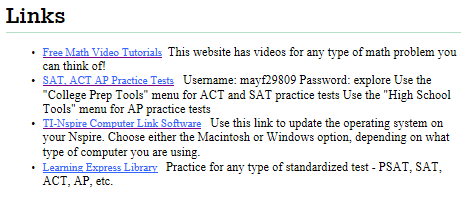 Links
• Free Math Video Tutorials  This website has videos for any type of math problem you
can think of!
• SAT, ACT AP Practice Tests  Username: mayf29809 Password: explore Use the
"College Prep Tools" menu for ACT and SAT practice tests Use the "High School
Tools" menu for AP practice tests
• TI-Nspire Computer Link Software  Use this link to update the operating system on
your Nspire. Choose either the Macintosh or Windows option, depending on what
type of computer you are using.
• Learning Express Library  Practice for any type of standardized test - PSAT, SAT,
ACT, AP, etc.